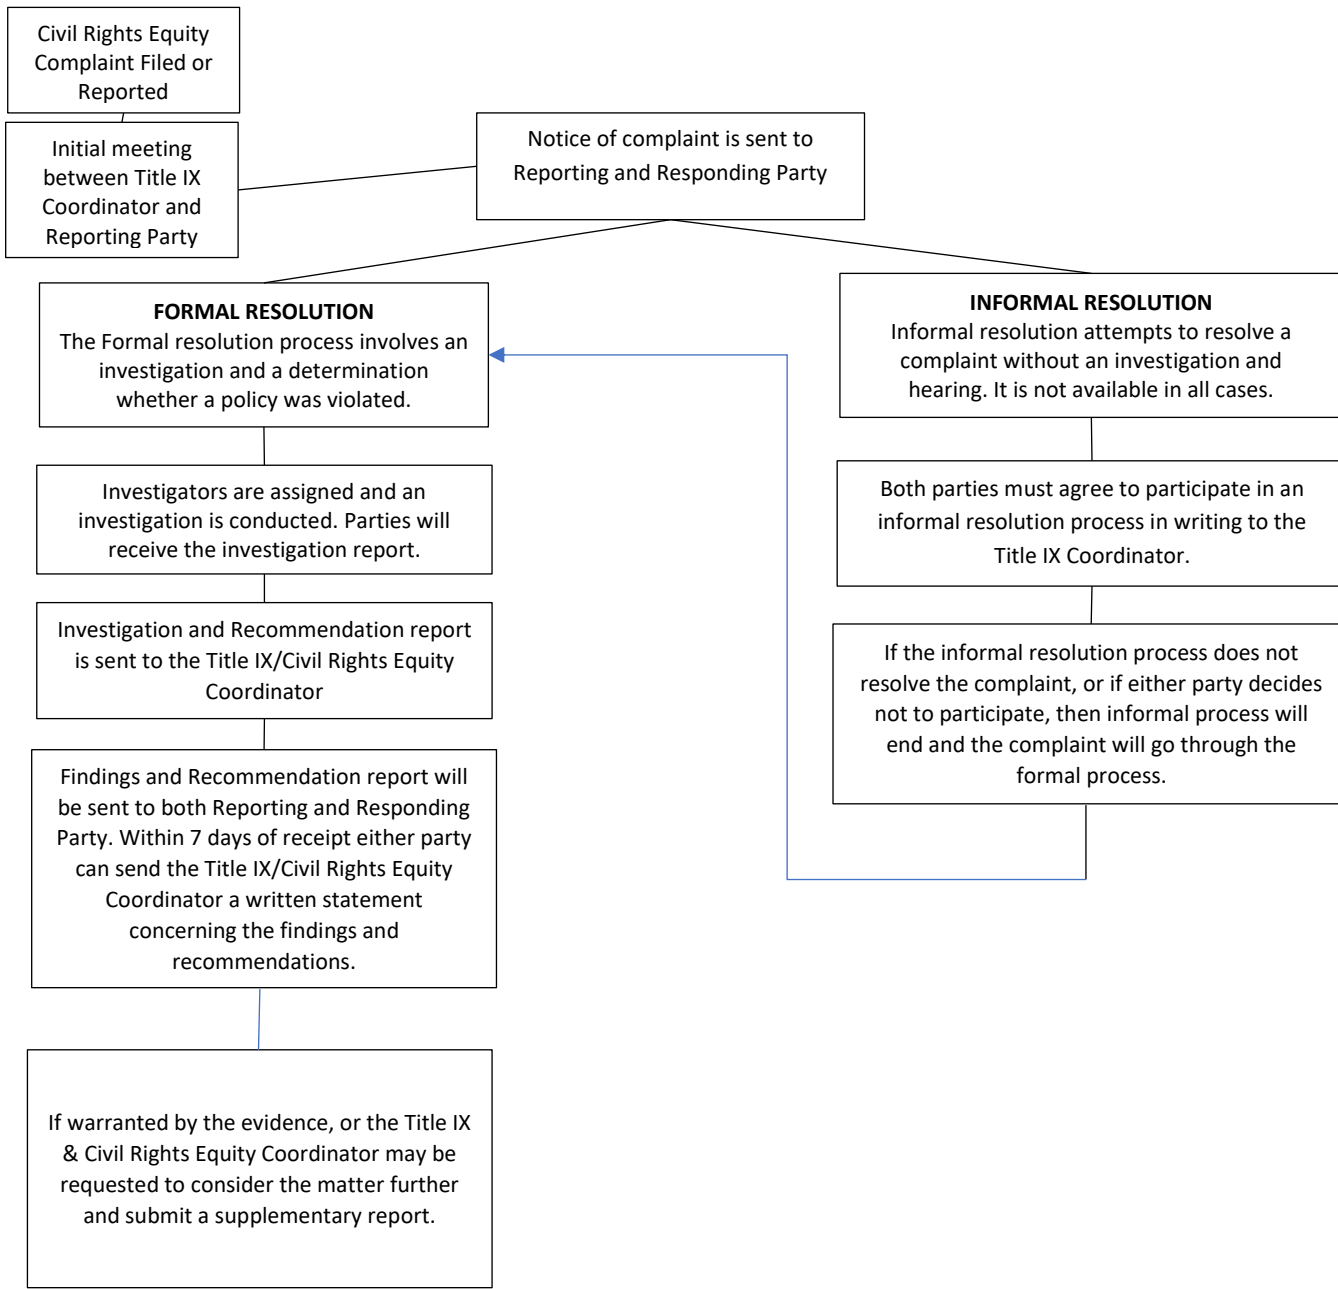 Civil Rights Equity
Complaint Filed or
Reported
Initial meeting
between Title IX
Coordinator and
Reporting Party
Notice of complaint is sent to
Reporting and Responding Party
FORMAL RESOLUTION
The Formal resolution process involves an
investigation and a determination
whether a policy was violated.
Investigators are assigned and an
investigation is conducted. Parties will
receive the investigation report.
Investigation and Recommendation report
is sent to the Title IX/Civil Rights Equity
Coordinator
Findings and Recommendation report will
be sent to both Reporting and Responding
Party. Within 7 days of receipt either party
can send the Title IX/Civil Rights Equity
Coordinator a written statement
concerning the findings and
recommendations.
If warranted by the evidence, or the Title IX
& Civil Rights Equity Coordinator may be
requested to consider the matter further
and submit a supplementary report.
INFORMAL RESOLUTION
Informal resolution attempts to resolve a
complaint without an investigation and
hearing. It is not available in all cases.
Both parties must agree to participate in an
informal resolution process in writing to the
Title IX Coordinator.
If the informal resolution process does not
resolve the complaint, or if either party decides
not to participate, then informal process will
end and the complaint will go through the
formal process.